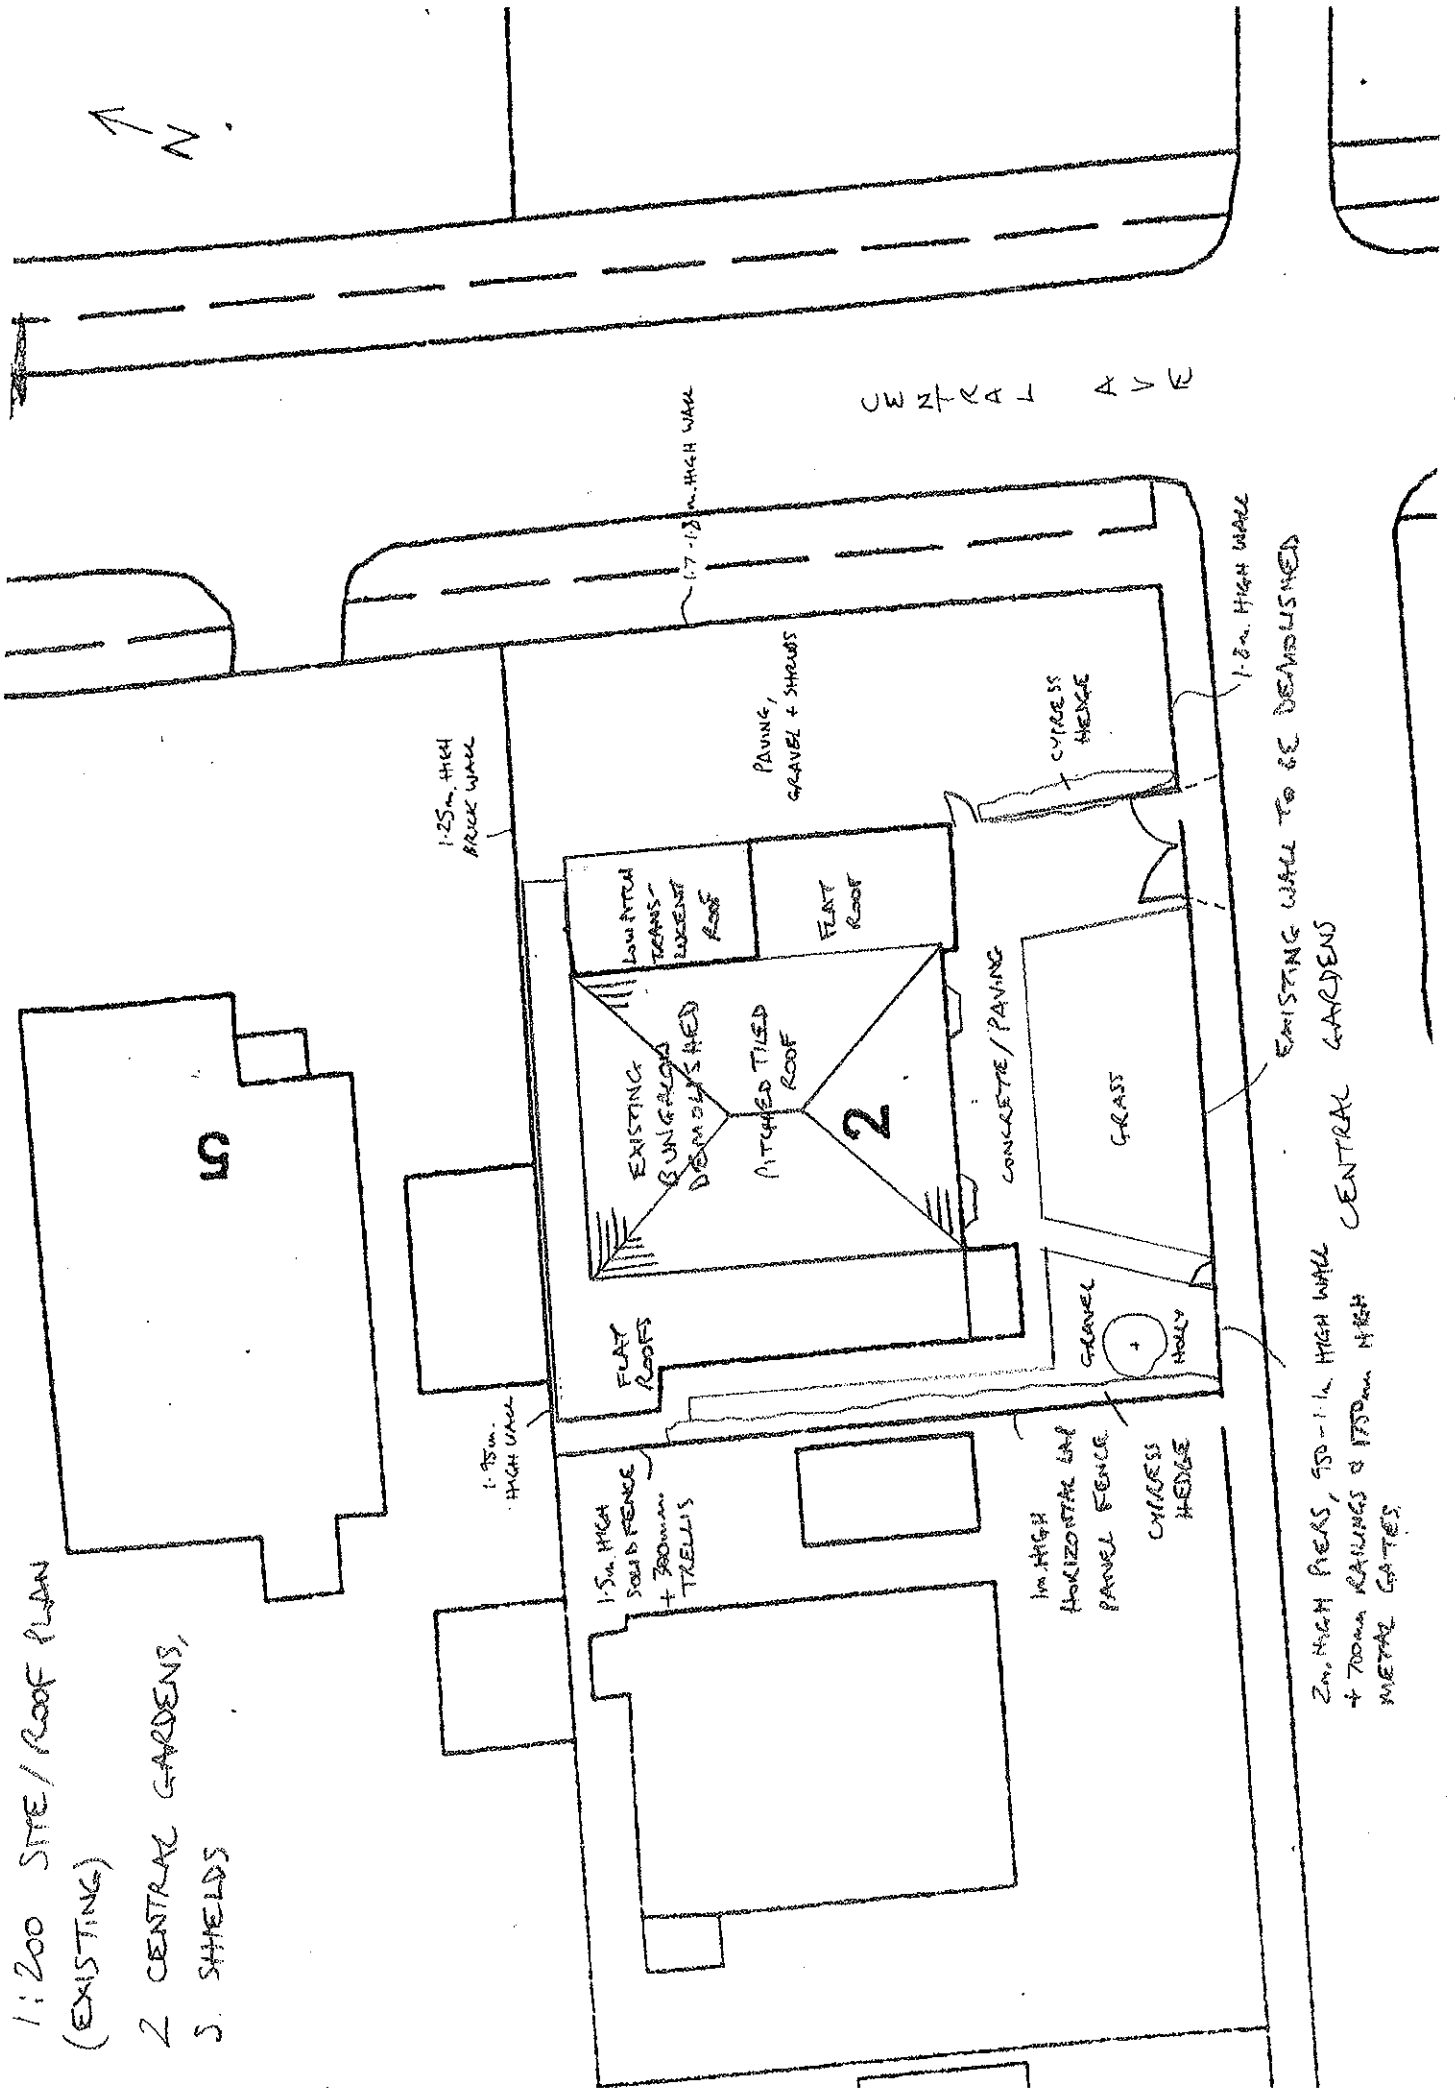 1:200 SITE/ROOF PLAN
(EXISTING)
2 CENTRAL GARDENS,
S. SHIELDS
N
5
1.25m. HIGH
BRICK WALL
1.7-1.8m. HIGH WALL
CENTRAL AVE
1.95m.
HIGH WALL
FLAT
ROOFS
EXISTING
BUNGALOW
DEMOLISHED
PITCHED TILED
ROOF
2
LOW PITCH
TRANS-
LUCENT
ROOF
FLAT
ROOF
PAVING,
GRAVEL + SHRUBS
CYPRESS
HEDGE
1.8m. HIGH WALL
1.5m. HIGH
SOLID FENCE
+ 300mm
TRELLIS
CONCRETE/PAVING
GRASS
GRAVEL
HOLLY
1m. HIGH
HORIZONTAL LAP
PANEL FENCE
CYPRESS
HEDGE
EXISTING WALL TO BE DEMOLISHED
CENTRAL GARDENS
2m. HIGH PIERS, 950-1.1m HIGH WALL
+ 700mm RAILINGS & 1750mm HIGH
METAL GATES.